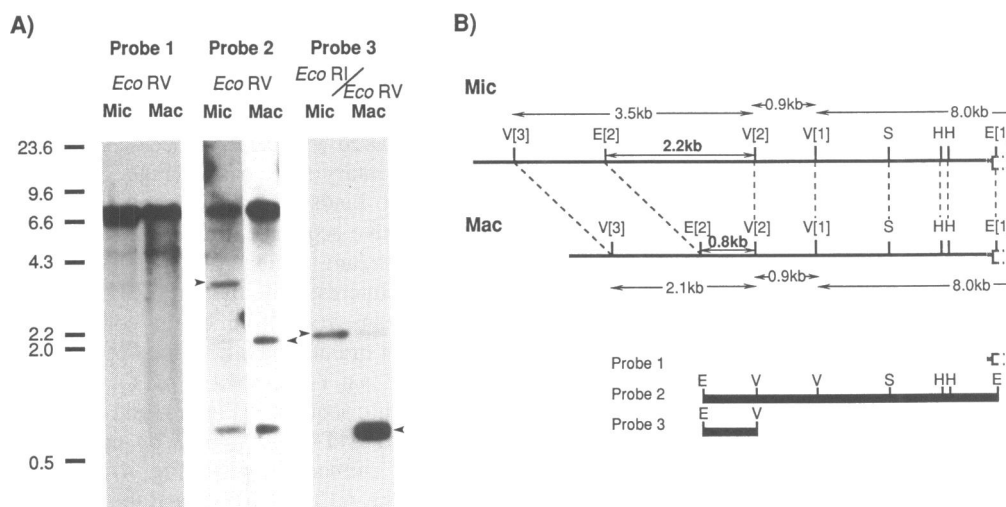 A)
Probe 1 Probe 2 Probe 3
Eco RV Eco RV Eco RI/Eco RV
Mic Mac Mic Mac Mic Mac
23.6
9.6
6.6
4.3
2.2
2.0
0.5
B)
Mic
3.5kb 0.9kb 8.0kb
V[3] E[2] V[2] V[1] S HH E[1
2.2kb
Mac
V[3] E[2] V[2] V[1] S HH E[1
0.8kb
2.1kb 0.9kb 8.0kb
Probe 1
E V V S HH E
Probe 2
E V
Probe 3